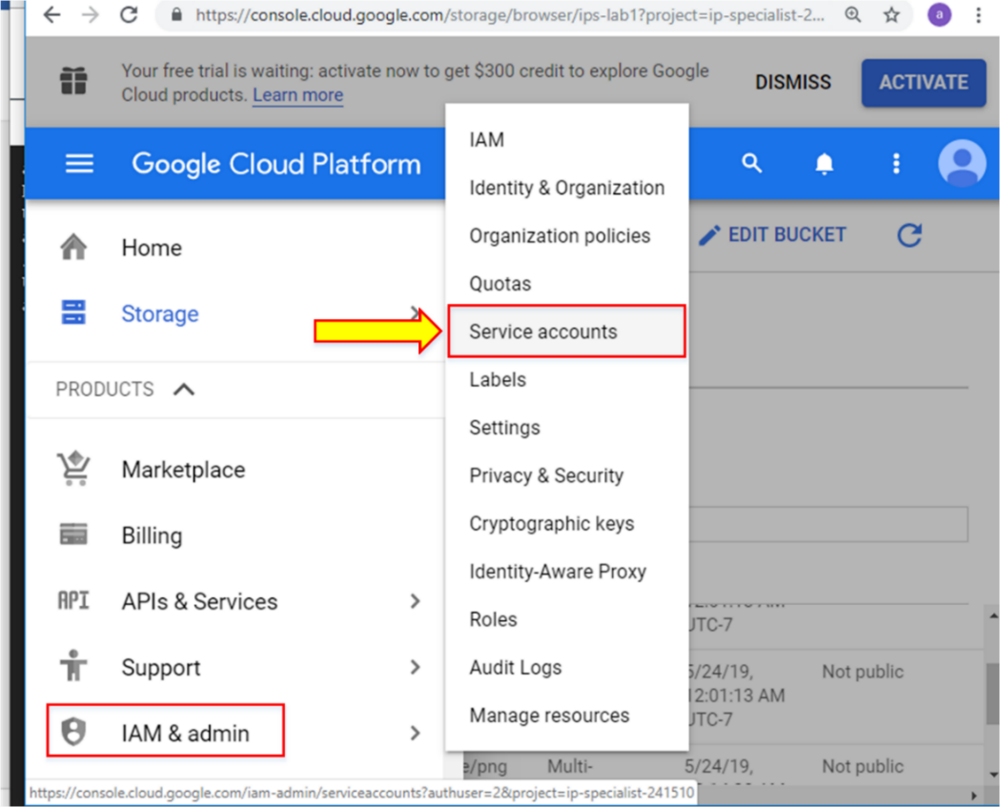 https://console.cloud.google.com/storage/browser/ips-lab1?project=ip-specialist-2...
a
Your free trial is waiting: activate now to get $300 credit to explore Google
Cloud products. Learn more
DISMISS
ACTIVATE
Google Cloud Platform
EDIT BUCKET
Home
Storage
PRODUCTS
Marketplace
Billing
API
APIs & Services
Support
IAM & admin
IAM
Identity & Organization
Organization policies
Quotas
Service accounts
Labels
Settings
Privacy & Security
Cryptographic keys
Identity-Aware Proxy
Roles
Audit Logs
Manage resources
UTC-7
5/24/19,
12:01:13 AM
UTC-7
Not public
e/png
Multi-
5/24/19,
Not public
https://console.cloud.google.com/iam-admin/serviceaccounts?authuser=2&project=ip-specialist-241510